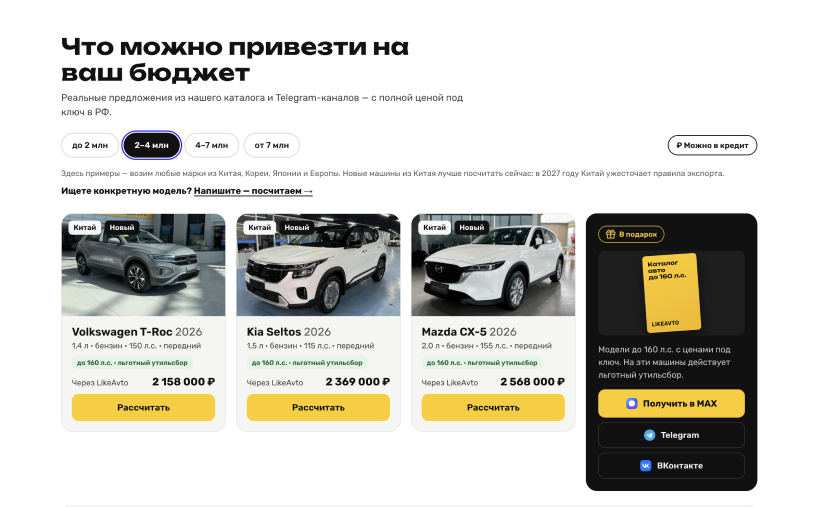 Что можно привезти на
ваш бюджет
Реальные предложения из нашего каталога и Telegram-каналов — с полной ценой под
ключ в РФ.
до 2 млн
2–4 млн
4–7 млн
от 7 млн
₽ Можно в кредит
Здесь примеры — возим любые марки из Китая, Кореи, Японии и Европы. Новые машины из Китая лучше посчитать сейчас: в 2027 году Китай ужесточает правила экспорта.
Ищете конкретную модель? Напишите — посчитаем →
Китай
Новый
Volkswagen T-Roc 2026
1,4 л • бензин • 150 л.с. • передний
до 160 л.с. • льготный утильсбор
Через LikeAvto
2 158 000 ₽
Рассчитать
Китай
Новый
Kia Seltos 2026
1,5 л • бензин • 115 л.с. • передний
до 160 л.с. • льготный утильсбор
Через LikeAvto
2 369 000 ₽
Рассчитать
Китай
Новый
Mazda CX-5 2026
2,0 л • бензин • 155 л.с. • передний
до 160 л.с. • льготный утильсбор
Через LikeAvto
2 568 000 ₽
Рассчитать
В подарок
Каталог
авто
до 160 л.с.
LIKEAVTO
Модели до 160 л.с. с ценами под
ключ. На эти машины действует
льготный утильсбор.
Получить в MAX
Telegram
ВКонтакте